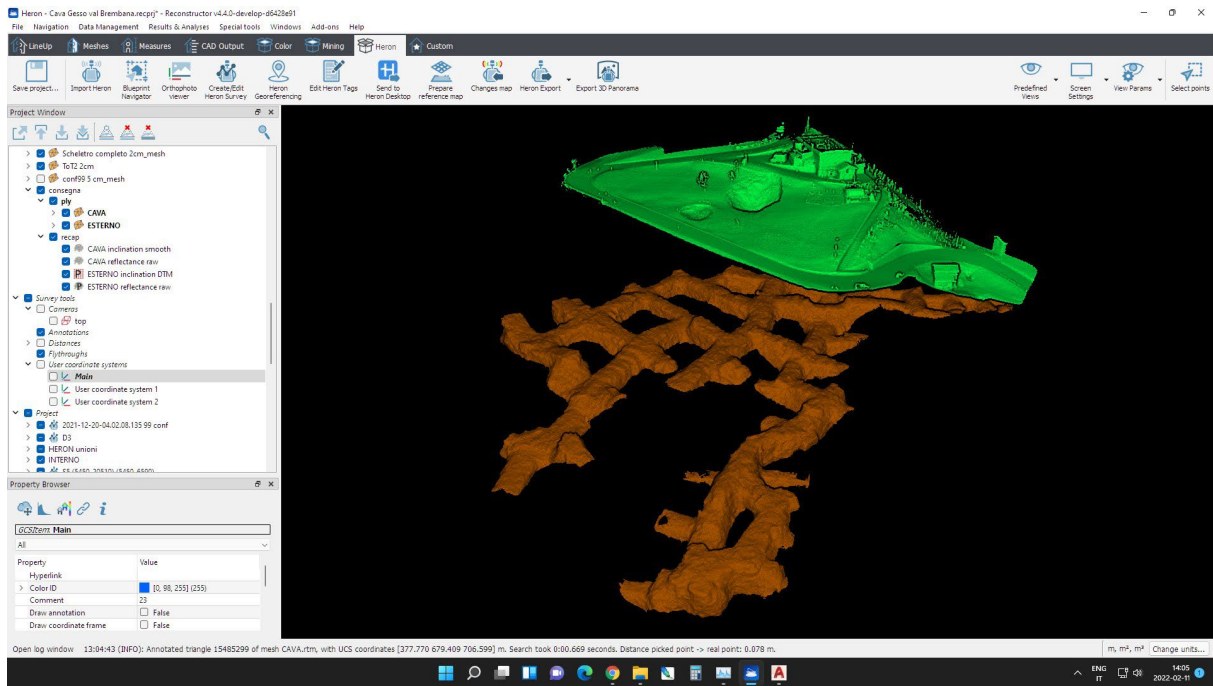 Heron - Cava Gesso val Brembana.recprj* - Reconstructor v4.4.0-develop-d6428e91
File Navigation Data Management Results & Analyses Special tools Windows Add-ons Help
LineUp Meshes Measures CAD Output Color Mining Heron Custom
Save project... Import Heron Blueprint Navigator Orthophoto viewer Create/Edit Heron Survey Heron Georeferencing Edit Heron Tags Send to Heron Desktop Prepare reference map Changes map Heron Export Export 3D Panorama Predefined Views Screen Settings View Params Select points
Project Window
Scheletro completo 2cm_mesh
ToT2 2cm
conf99 5 cm_mesh
consegna
ply
CAVA
ESTERNO
recap
CAVA inclination smooth
CAVA reflectance raw
ESTERNO inclination DTM
ESTERNO reflectance raw
Survey tools
Cameras
top
Annotations
Distances
Flythroughs
User coordinate systems
Main
User coordinate system 1
User coordinate system 2
Project
2021-12-20-04.02.08.135 99 conf
D3
HERON unioni
INTERNO
Property Browser
GCSItem: Main
All
Property Value
Hyperlink
Color ID [0, 98, 255] (255)
Comment 23
Draw annotation False
Draw coordinate frame False
Open log window 13:04:43 (INFO): Annotated triangle 15485299 of mesh CAVA.rtm, with UCS coordinates [377.770 679.409 706.599] m. Search took 0:00.669 seconds. Distance picked point -> real point: 0.078 m. m, m², m³ Change units...
ENG
IT
14:05
2022-02-11
1